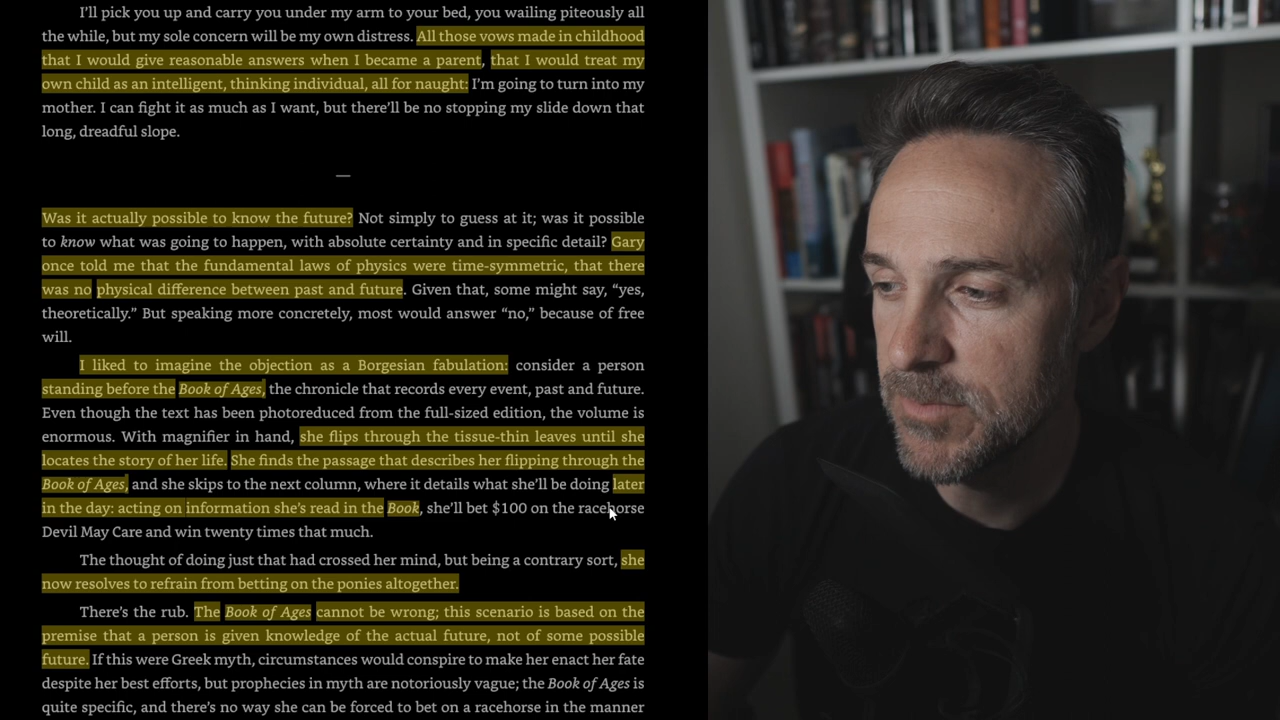 I’ll pick you up and carry you under my arm to your bed, you wailing piteously all
the while, but my sole concern will be my own distress. All those vows made in childhood
that I would give reasonable answers when I became a parent, that I would treat my
own child as an intelligent, thinking individual, all for naught: I’m going to turn into my
mother. I can fight it as much as I want, but there’ll be no stopping my slide down that
long, dreadful slope.
—
Was it actually possible to know the future? Not simply to guess at it; was it possible
to know what was going to happen, with absolute certainty and in specific detail? Gary
once told me that the fundamental laws of physics were time-symmetric, that there
was no physical difference between past and future. Given that, some might say, “yes,
theoretically.” But speaking more concretely, most would answer “no,” because of free
will.
I liked to imagine the objection as a Borgesian fabulation: consider a person
standing before the Book of Ages, the chronicle that records every event, past and future.
Even though the text has been photoreduced from the full-sized edition, the volume is
enormous. With magnifier in hand, she flips through the tissue-thin leaves until she
locates the story of her life. She finds the passage that describes her flipping through the
Book of Ages, and she skips to the next column, where it details what she’ll be doing later
in the day: acting on information she’s read in the Book, she’ll bet $100 on the racehorse
Devil May Care and win twenty times that much.
The thought of doing just that had crossed her mind, but being a contrary sort, she
now resolves to refrain from betting on the ponies altogether.
There’s the rub. The Book of Ages cannot be wrong; this scenario is based on the
premise that a person is given knowledge of the actual future, not of some possible
future. If this were Greek myth, circumstances would conspire to make her enact her fate
despite her best efforts, but prophecies in myth are notoriously vague; the Book of Ages is
quite specific, and there’s no way she can be forced to bet on a racehorse in the manner